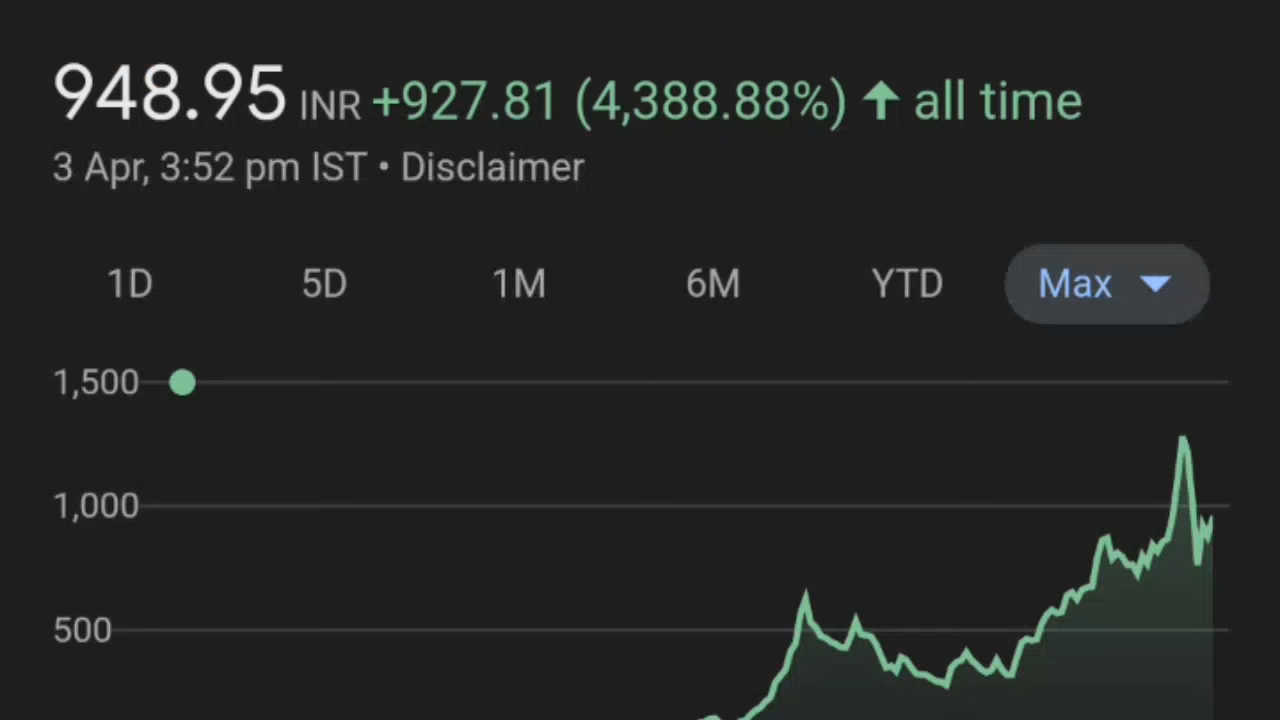 948.95 INR +927.81 (4,388.88%) ↑ all time
3 Apr, 3:52 pm IST • Disclaimer
1D 5D 1M 6M YTD Max
1,500
1,000
500